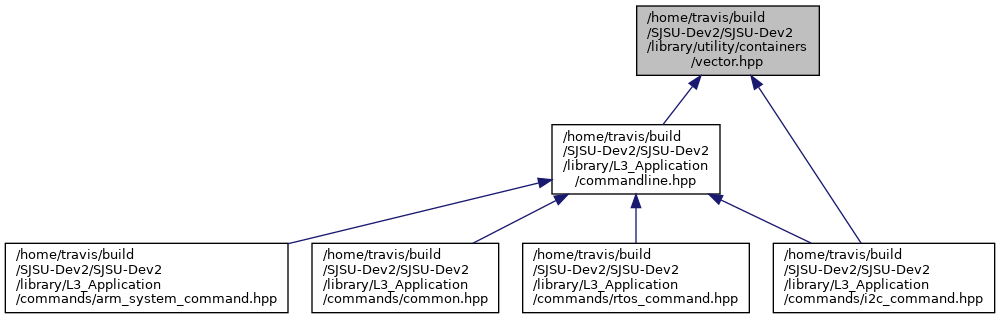 /home/travis/build
/SJSU-Dev2/SJSU-Dev2
/library/utility/containers
/vector.hpp
/home/travis/build
/SJSU-Dev2/SJSU-Dev2
/library/L3_Application
/commandline.hpp
/home/travis/build
/SJSU-Dev2/SJSU-Dev2
/library/L3_Application
/commands/arm_system_command.hpp
/home/travis/build
/SJSU-Dev2/SJSU-Dev2
/library/L3_Application
/commands/common.hpp
/home/travis/build
/SJSU-Dev2/SJSU-Dev2
/library/L3_Application
/commands/rtos_command.hpp
/home/travis/build
/SJSU-Dev2/SJSU-Dev2
/library/L3_Application
/commands/i2c_command.hpp